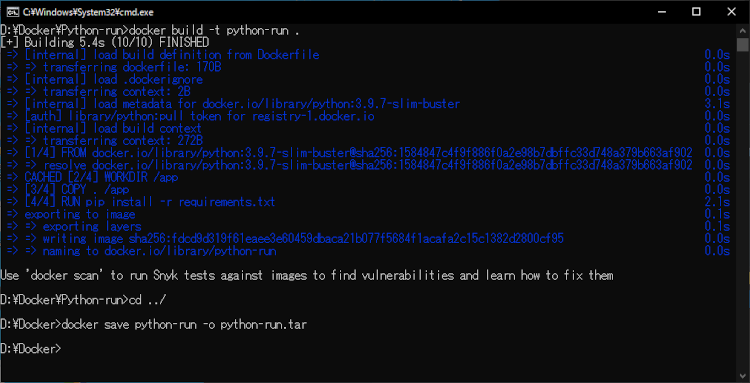 C:¥Windows¥System32¥cmd.exe
D:¥Docker¥Python-run>docker build -t python-run .
[+] Building 5.4s (10/10) FINISHED
=> [internal] load build definition from Dockerfile 0.0s
=> => transferring dockerfile: 170B 0.0s
=> [internal] load .dockerignore 0.0s
=> => transferring context: 2B 0.0s
=> [internal] load metadata for docker.io/library/python:3.9.7-slim-buster 3.1s
=> [auth] library/python:pull token for registry-1.docker.io 0.0s
=> [internal] load build context 0.0s
=> => transferring context: 272B 0.0s
=> [1/4] FROM docker.io/library/python:3.9.7-slim-buster@sha256:1584847c4f9f886f0a2e98b7dbffc33d748a379b663af902 0.0s
=> => resolve docker.io/library/python:3.9.7-slim-buster@sha256:1584847c4f9f886f0a2e98b7dbffc33d748a379b663af902 0.0s
=> CACHED [2/4] WORKDIR /app 0.0s
=> [3/4] COPY . /app 0.0s
=> [4/4] RUN pip install -r requirements.txt 2.1s
=> exporting to image 0.1s
=> => exporting layers 0.1s
=> => writing image sha256:fdcd9d319f61eaee3e60459dbaca21b077f5684f1acafa2c15c1382d2800cf95 0.0s
=> => naming to docker.io/library/python-run 0.0s
Use 'docker scan' to run Snyk tests against images to find vulnerabilities and learn how to fix them
D:¥Docker¥Python-run>cd ../
D:¥Docker>docker save python-run -o python-run.tar
D:¥Docker>